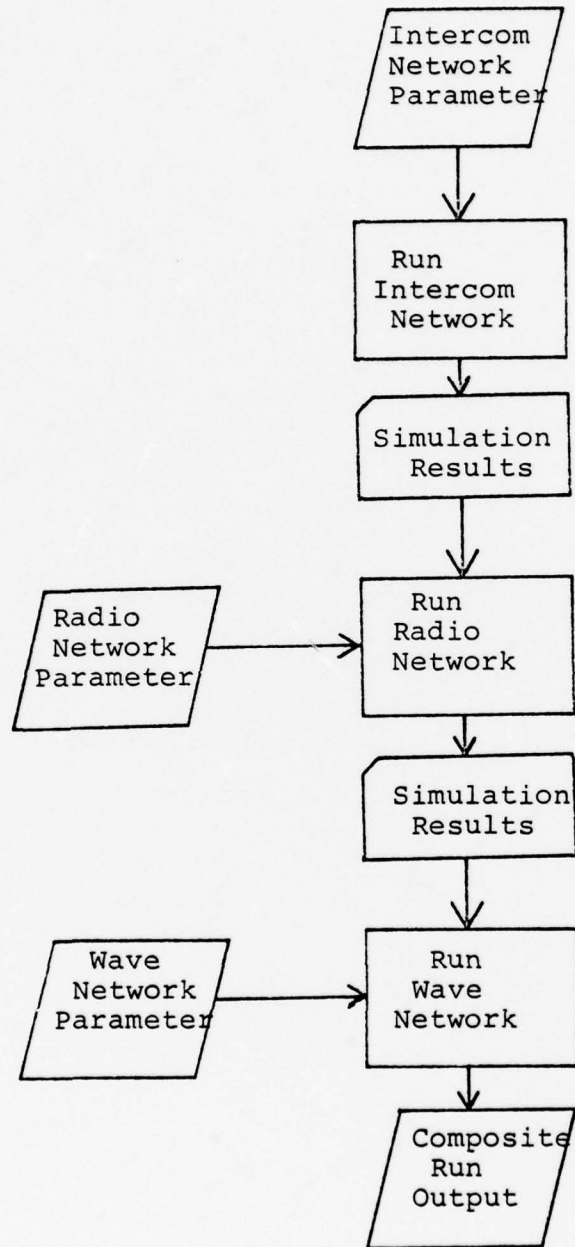 Intercom
Network
Parameter
Run
Intercom
Network
Simulation
Results
Radio
Network
Parameter
Run
Radio
Network
Simulation
Results
Wave
Network
Parameter
Run
Wave
Network
Composite
Run
Output